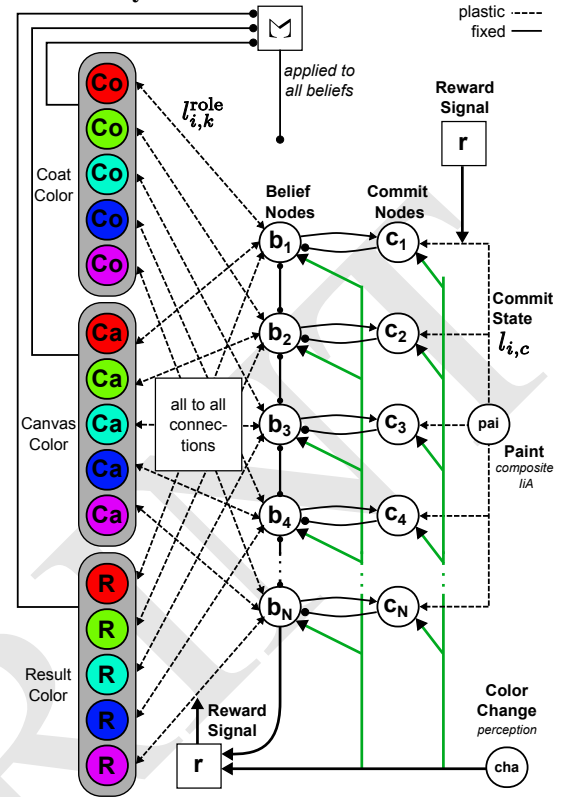 plastic
fixed
applied to
all beliefs
l_{i,k}^{role}
Reward
Signal
r
Co
Co
Co
Co
Co
Coat
Color
Belief
Nodes
Commit
Nodes
b1
c1
b2
c2
b3
c3
b4
c4
bN
cN
Commit
State
l_{i,c}
pai
Paint
composite
IiA
Ca
Ca
Ca
Ca
Ca
Canvas
Color
all to all
connec-
tions
R
R
R
R
R
Result
Color
Reward
Signal
r
Color
Change
perception
cha